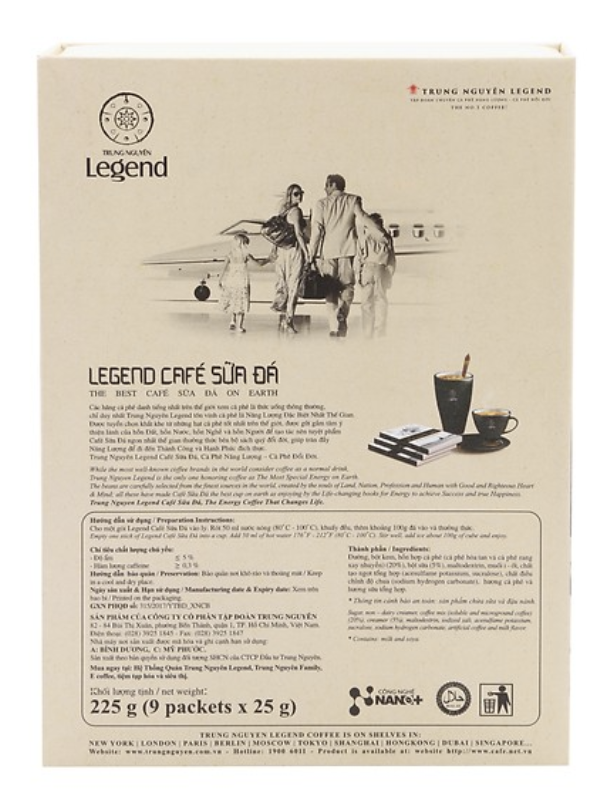 TRUNG NGUYÊN LEGEND
TẬP ĐOÀN CHUYÊN CÀ PHÊ NĂNG LƯỢNG - CÀ PHÊ ĐỔI ĐỜI
THE NO.1 COFFEE!
TRUNG NGUYÊN
Legend
LEGEND CAFÉ SỮA ĐÁ
THE BEST CAFÉ SỮA ĐÁ ON EARTH
Các hãng cà phê danh tiếng nhất trên thế giới xem cà phê là thức uống thông thường,
chỉ duy nhất Trung Nguyên Legend tôn vinh cà phê là Năng Lượng Đặc Biệt Nhất Thế Gian.
Được tuyển chọn khắt khe từ những hạt cà phê tốt nhất trên thế giới, được gửi gắm tâm ý
thiện lành của hồn Đất, hồn Nước, hồn Nghề và hồn Người để tạo tác nên tuyệt phẩm
Café Sữa Đá ngon nhất thế gian thưởng thức bên bộ sách quý đổi đời, giúp tràn đầy
Năng Lượng để đi đến Thành Công và Hạnh Phúc đích thực.
Trung Nguyên Legend Café Sữa Đá, Cà Phê Năng Lượng - Cà Phê Đổi Đời.
While the most well-known coffee brands in the world consider coffee as a normal drink,
Trung Nguyen Legend is the only one honoring coffee as The Most Special Energy on Earth.
The beans are carefully selected from the finest sources in the world, created by the souls of Land, Nation, Profession and Human with Good and Righteous Heart
& Mind; all these have made Café Sữa Đá the best cup on earth as enjoying by the Life-changing books for Energy to achieve Success and true Happiness.
Trung Nguyen Legend Café Sữa Đá, The Energy Coffee That Changes Life.
Hướng dẫn sử dụng / Preparation Instructions:
Cho một gói Legend Café Sữa Đá vào ly. Rót 50 ml nước nóng (80°C - 100°C), khuấy đều, thêm khoảng 100g đá vào và thưởng thức.
Empty one stick of Legend Café Sữa Đá into a cup. Add 50 ml of hot water 176°F - 212°F (80°C - 100°C). Stir well, add ice about 100g of cube and enjoy.
Chỉ tiêu chất lượng chủ yếu:
- Độ ẩm ≤ 5 %
- Hàm lượng caffeine ≥ 0,3 %
Hướng dẫn bảo quản / Preservation: Bảo quản nơi khô ráo và thoáng mát / Keep
in a cool and dry place.
Ngày sản xuất & Hạn sử dụng / Manufacturing date & Expiry date: Xem trên
bao bì / Printed on the packaging.
GXN PHQĐ số: 515/2017/YTRD_XNCB
SẢN PHẨM CỦA CÔNG TY CỔ PHẦN TẬP ĐOÀN TRUNG NGUYÊN
82 - 84 Bùi Thị Xuân, phường Bến Thành, quận 1, TP. Hồ Chí Minh, Việt Nam.
Điện thoại: (028) 3925 1845 - Fax: (028) 3925 1847
Nhà máy nơi sản xuất được mã hóa và ghi cạnh hạn sử dụng:
A: BÌNH DƯƠNG, C: MỸ PHƯỚC.
Sản xuất theo bản quyền sử dụng đối tượng SHCN của CTCP Đầu Tư Trung Nguyên.
Mua ngay tại: Hệ Thống Quán Trung Nguyên Legend, Trung Nguyên Family,
E coffee, tiệm tạp hóa và siêu thị.
Thành phần / Ingredients:
Đường, bột kem, hỗn hợp cà phê (cà phê hòa tan và cà phê rang
xay nhuyễn) (20%), bột sữa (5%), maltodextrin, muối i-ốt, chất
tạo ngọt tổng hợp (acesulfame potassium, sucralose), chất điều
chỉnh độ chua (sodium hydrogen carbonate), hương cà phê và
hương sữa tổng hợp.
* Thông tin cảnh báo an toàn: sản phẩm chứa sữa và đậu nành.
Sugar, non - dairy creamer, coffee mix (soluble and microground coffee)
(20%), creamer (5%), maltodextrin, iodized salt, acesulfame potassium,
sucralose, sodium hydrogen carbonate, artificial coffee and milk flavor.
* Contains: milk and soya.
Khối lượng tịnh / net weight:
225 g (9 packets x 25 g)
CÔNG NGHỆ
NANO+
TRUNG NGUYEN LEGEND COFFEE IS ON SHELVES IN:
NEW YORK | LONDON | PARIS | BERLIN | MOSCOW | TOKYO | SHANGHAI | HONGKONG | DUBAI | SINGAPORE...
Website: www.trungnguyen.com.vn - Hotline: 1900 6011 - Product is available at: website http://www.cafe.net.vn